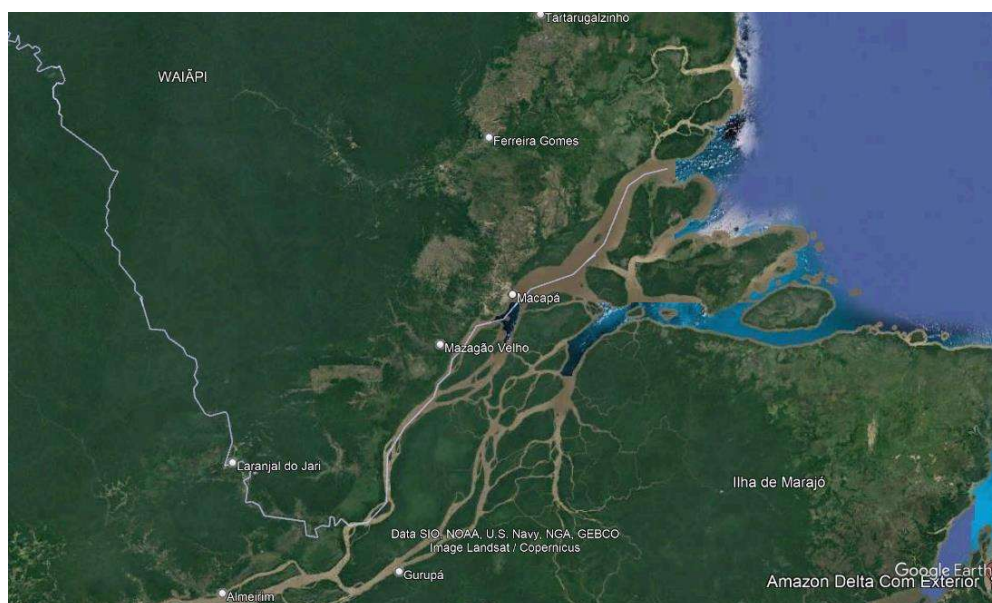 Tartarugalzinho
WAIÃPI
Ferreira Gomes
Macapá
Mazagão Velho
Laranjal do Jari
Ilha de Marajó
Data SIO, NOAA, U.S. Navy, NGA, GEBCO
Image Landsat / Copernicus
Gurupá
Google Earth
Amazon Delta Com Exterior
Almeirim